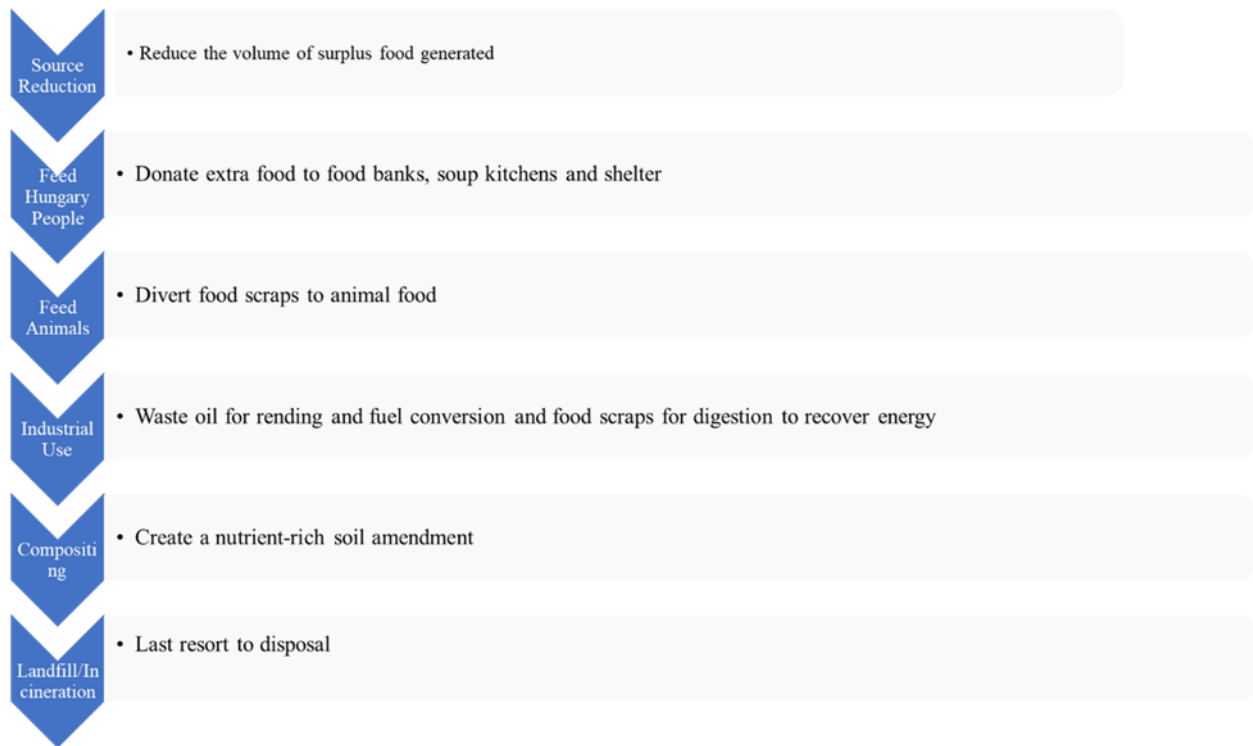 Source
Reduction
• Reduce the volume of surplus food generated
Feed
Hungary
People
• Donate extra food to food banks, soup kitchens and shelter
Feed
Animals
• Divert food scraps to animal food
Industrial
Use
• Waste oil for rending and fuel conversion and food scraps for digestion to recover energy
Compositi
ng
• Create a nutrient-rich soil amendment
Landfill/In
cineration
• Last resort to disposal